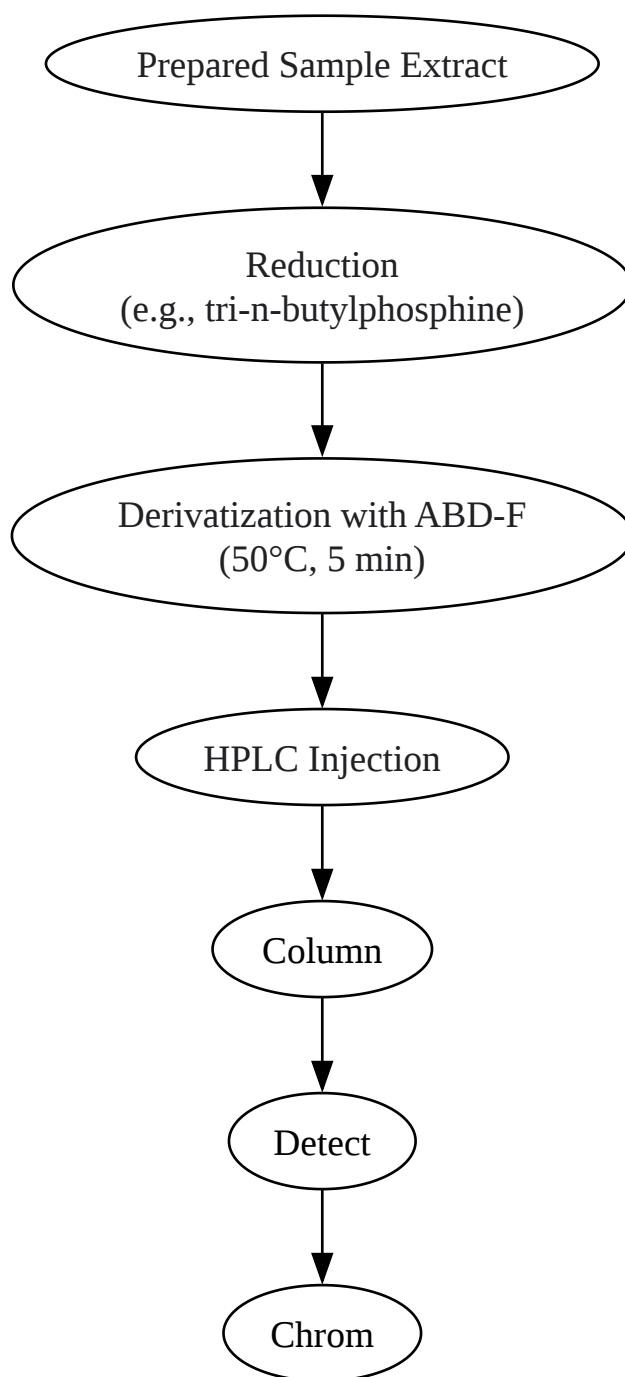 Prepared Sample Extract
Reduction
(e.g., tri-n-butylphosphine)
Derivatization with ABD-F
(50°C, 5 min)
HPLC Injection
Column
Detect
Chrom